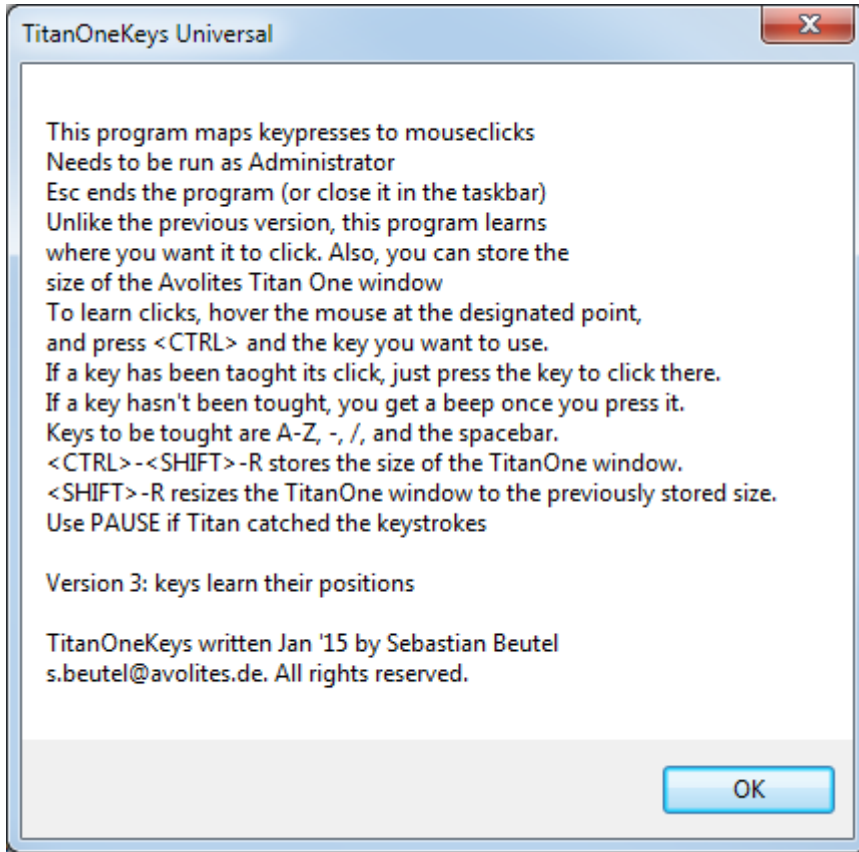 TitanOneKeys Universal
This program maps keypresses to mouseclicks
Needs to be run as Administrator
Esc ends the program (or close it in the taskbar)
Unlike the previous version, this program learns
where you want it to click. Also, you can store the
size of the Avolites Titan One window
To learn clicks, hover the mouse at the designated point,
and press <CTRL> and the key you want to use.
If a key has been taoght its click, just press the key to click there.
If a key hasn't been tought, you get a beep once you press it.
Keys to be tought are A-Z, -, /, and the spacebar.
<CTRL>-<SHIFT>-R stores the size of the TitanOne window.
<SHIFT>-R resizes the TitanOne window to the previously stored size.
Use PAUSE if Titan catched the keystrokes
Version 3: keys learn their positions
TitanOneKeys written Jan '15 by Sebastian Beutel
s.beutel@avolites.de. All rights reserved.
OK